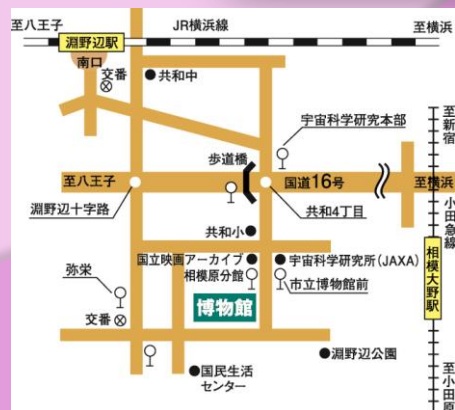 至八王子
JR横浜線
至横浜
淵野辺駅
南口
交番
共和中
至新宿
宇宙科学研究本部
歩道橋
至八王子
国道16号
至横浜
淵野辺十字路
共和4丁目
小田急線
共和小
国立映画アーカイブ
相模原分館
宇宙科学研究所(JAXA)
相模大野駅
弥栄
市立博物館前
博物館
交番
淵野辺公園
国民生活
センター
至小田原